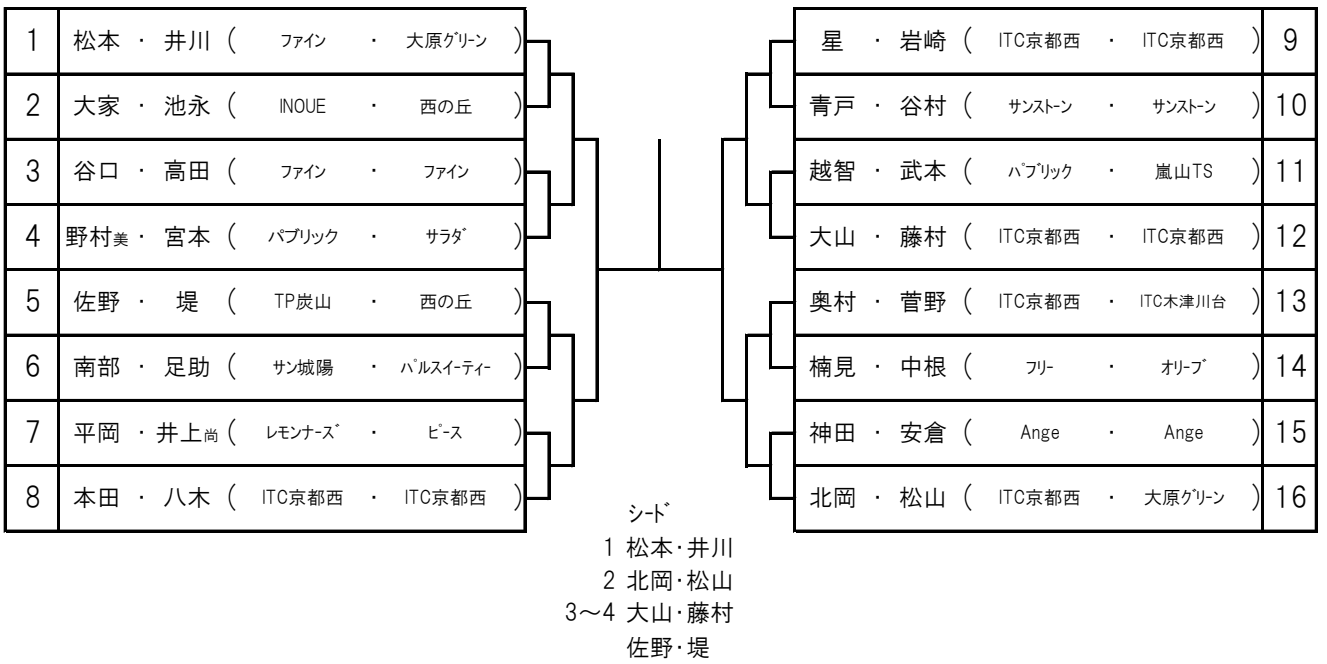 1 松本 ・ 井川 ( ファイン ・ 大原グリーン )
2 大家 ・ 池永 ( INOUE ・ 西の丘 )
3 谷口 ・ 高田 ( ファイン ・ ファイン )
4 野村美 ・ 宮本 ( パブリック ・ サラダ )
5 佐野 ・ 堤 ( TP炭山 ・ 西の丘 )
6 南部 ・ 足助 ( サン城陽 ・ パルスイーティー )
7 平岡 ・ 井上尚 ( レモンナーズ ・ ピース )
8 本田 ・ 八木 ( ITC京都西 ・ ITC京都西 )
星 ・ 岩崎 ( ITC京都西 ・ ITC京都西 ) 9
青戸 ・ 谷村 ( サンストーン ・ サンストーン ) 10
越智 ・ 武本 ( パブリック ・ 嵐山TS ) 11
大山 ・ 藤村 ( ITC京都西 ・ ITC京都西 ) 12
奥村 ・ 菅野 ( ITC京都西 ・ ITC木津川台 ) 13
楠見 ・ 中根 ( フリー ・ オリーブ ) 14
神田 ・ 安倉 ( Ange ・ Ange ) 15
北岡 ・ 松山 ( ITC京都西 ・ 大原グリーン ) 16
シード
1 松本・井川
2 北岡・松山
3～4 大山・藤村
佐野・堤